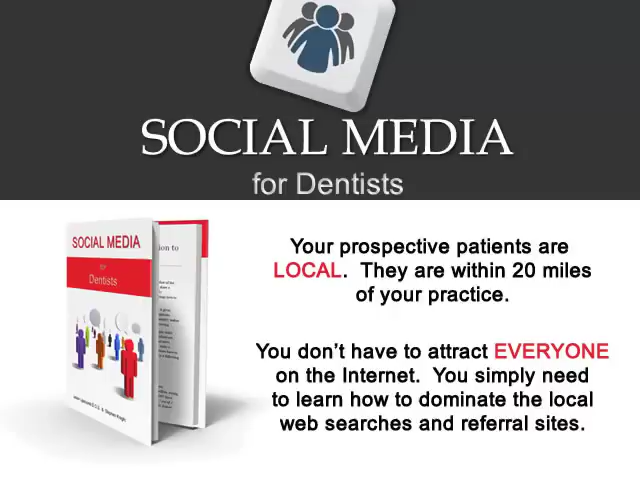 SOCIAL MEDIA
for Dentists
SOCIAL MEDIA
for
Dentists
Your prospective patients are
LOCAL.  They are within 20 miles
of your practice.
You don't have to attract EVERYONE
on the Internet.  You simply need
to learn how to dominate the local
web searches and referral sites.